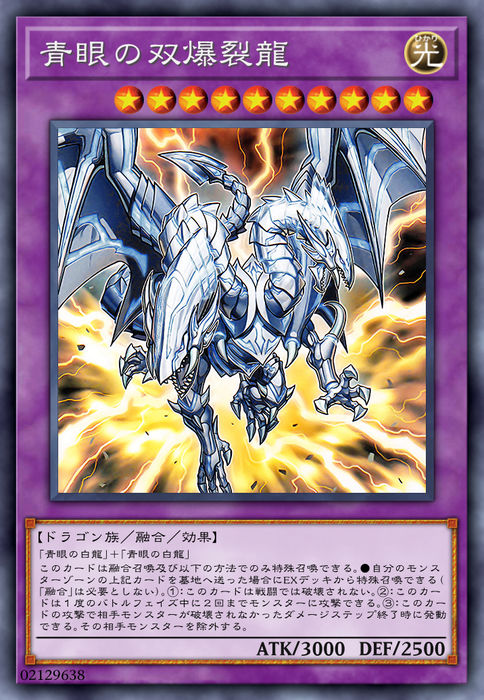 青眼の双爆裂龍
ひかり
光
【ドラゴン族／融合／効果】
「青眼の白龍」＋「青眼の白龍」
このカードは融合召喚及び以下の方法でのみ特殊召喚できる。●自分のモン
スターゾーンの上記カードを墓地へ送った場合にEXデッキから特殊召喚できる(
「融合」は必要としない)。①：このカードは戦闘では破壊されない。②：このカー
ドは１度のバトルフェイズ中に２回までモンスターに攻撃できる。③：このカー
ドの攻撃で相手モンスターが破壊されなかったダメージステップ終了時に発動
できる。その相手モンスターを除外する。
ATK/3000 DEF/2500
02129638